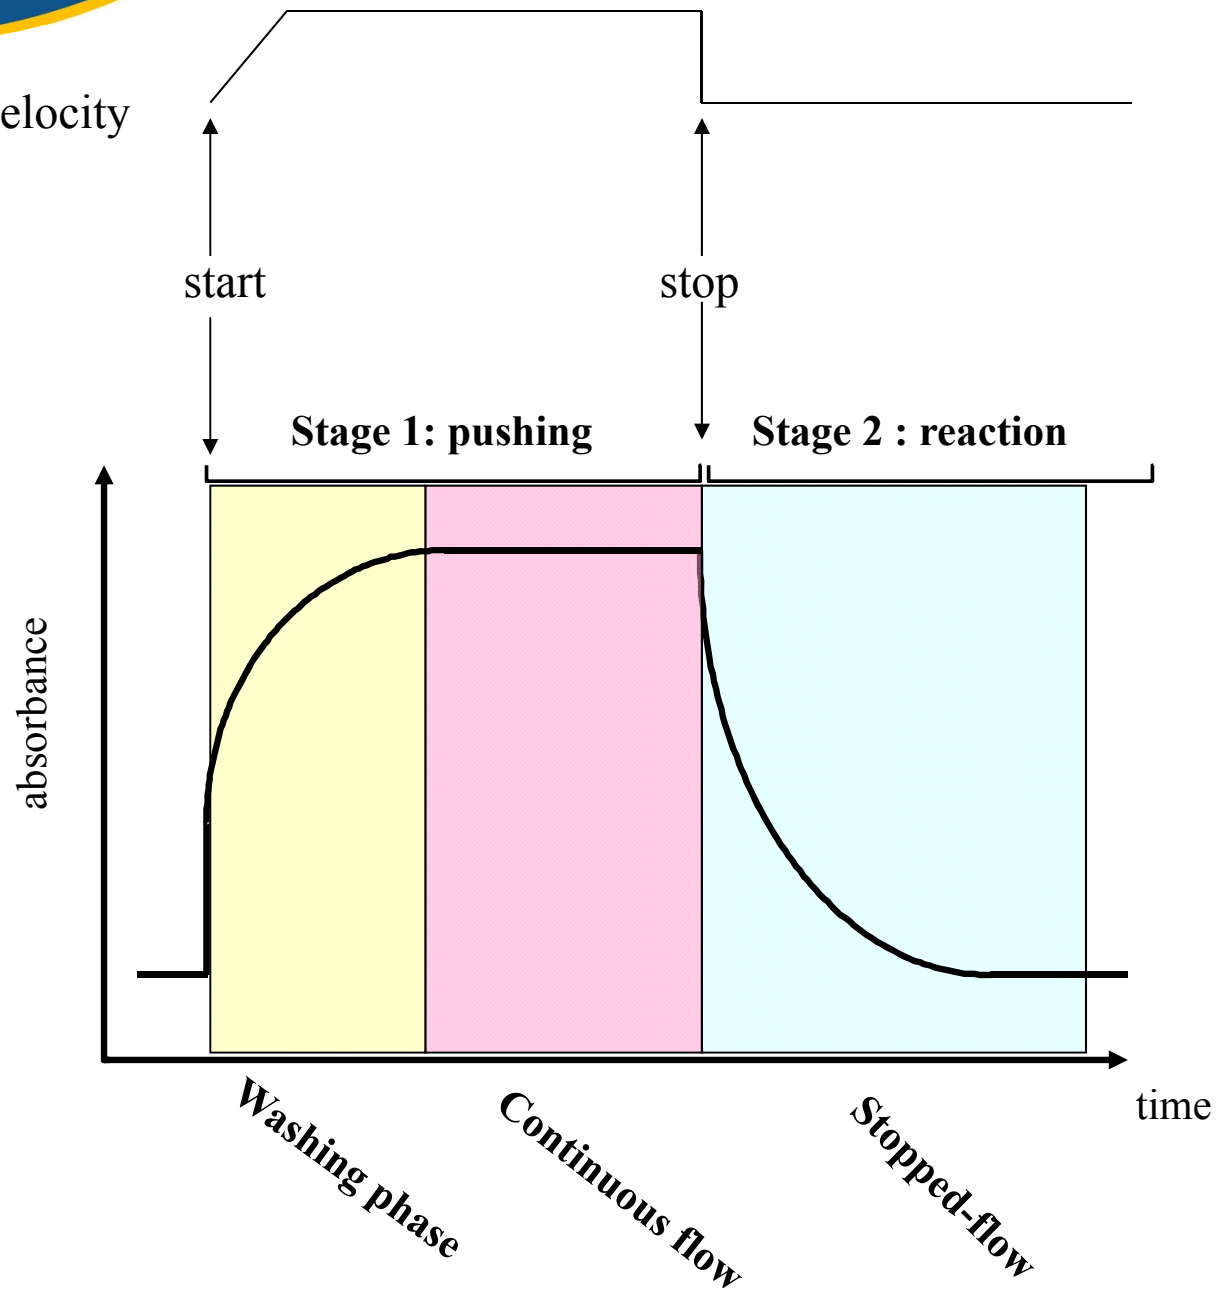 elocity
start
stop
Stage 1: pushing
Stage 2 : reaction
absorbance
time
Washing phase
Continuous flow
Stopped-flow